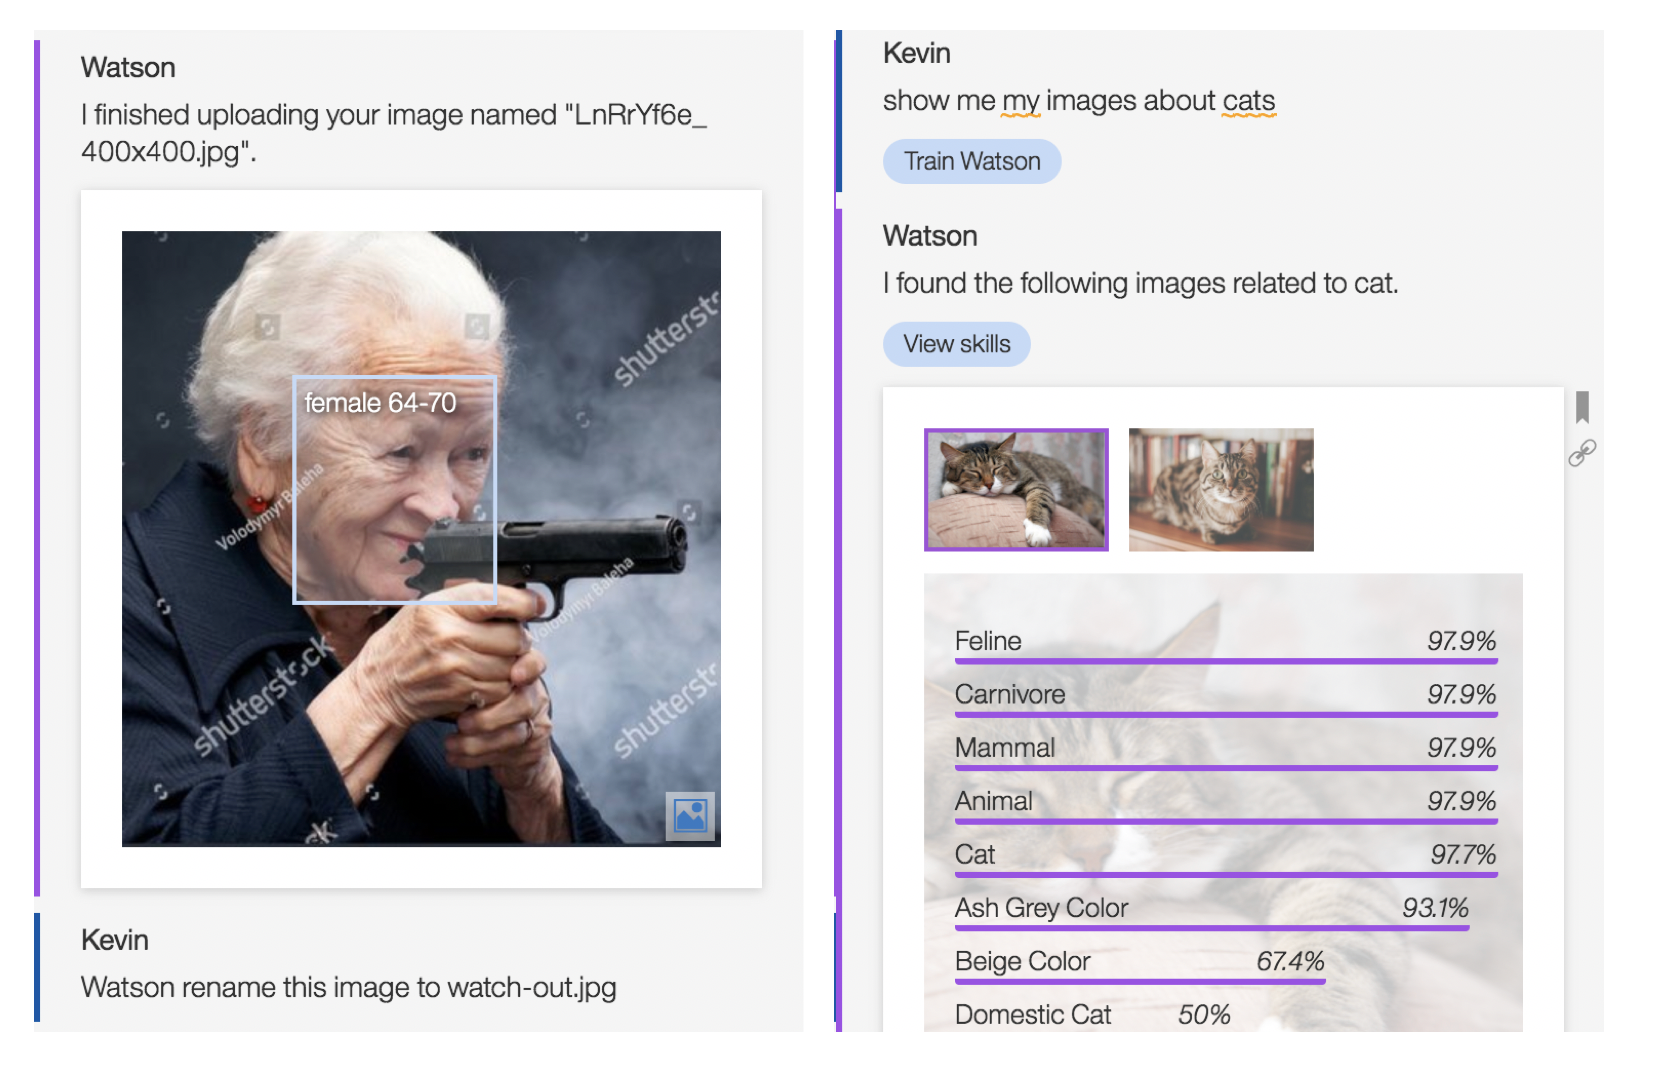 Watson
I finished uploading your image named "LnRrYf6e_
400x400.jpg".
shutterst
female 64-70
Volodymyr Baleha
Volodymyr Baleha
shutterstock
shutterst
ck
Kevin
Watson rename this image to watch-out.jpg
Kevin
show me my images about cats
Train Watson
Watson
I found the following images related to cat.
View skills
Feline 97.9%
Carnivore 97.9%
Mammal 97.9%
Animal 97.9%
Cat 97.7%
Ash Grey Color 93.1%
Beige Color 67.4%
Domestic Cat 50%